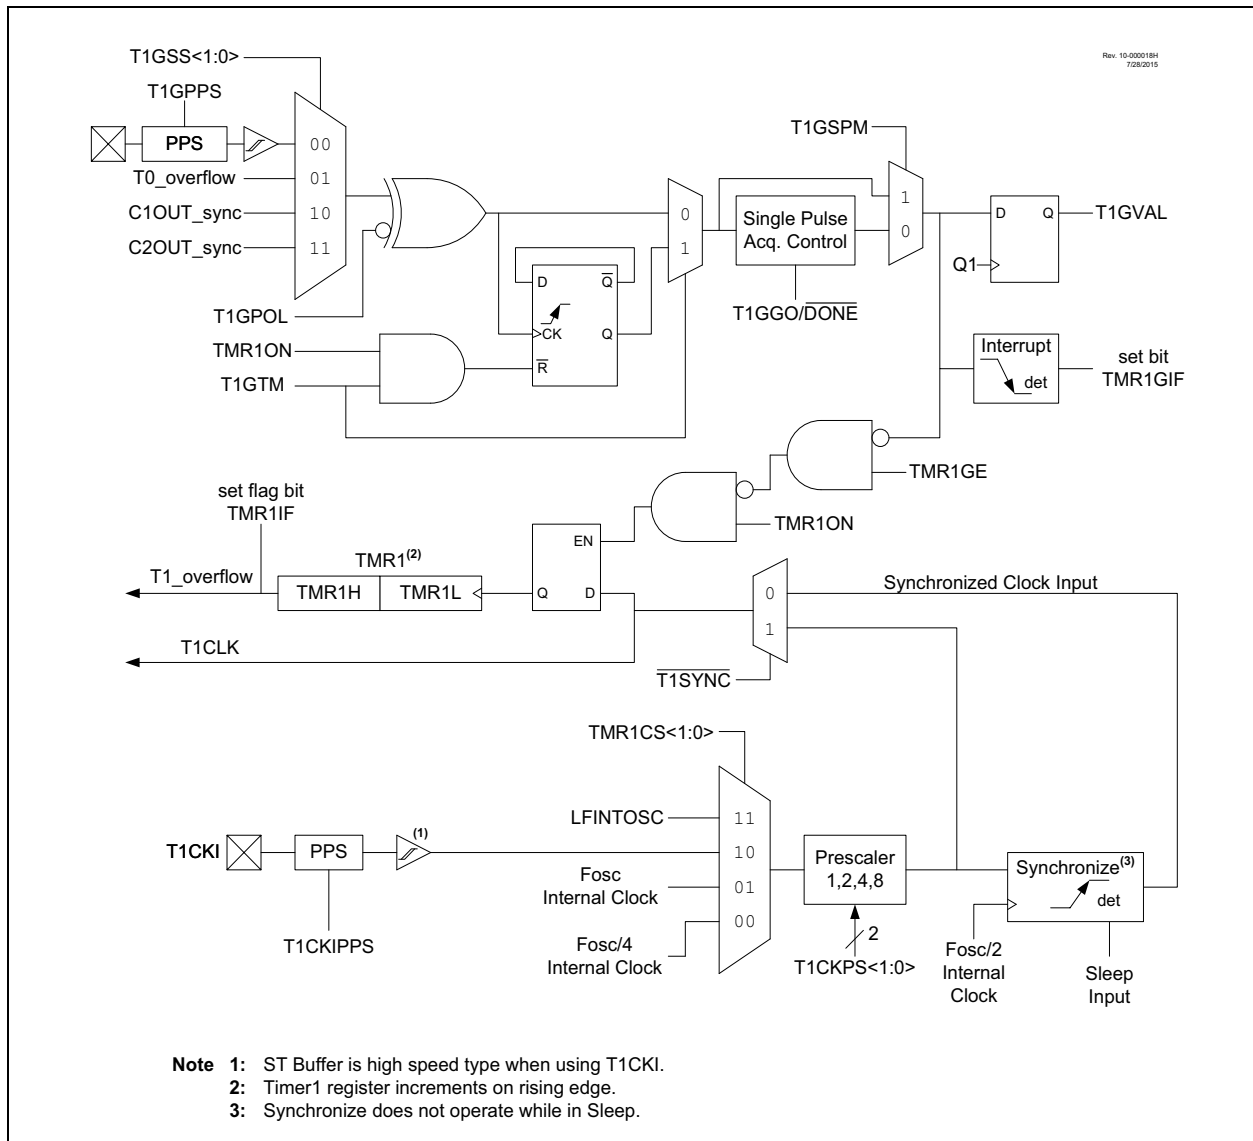 Rev. 10-000018H
7/28/2015
T1GSS<1:0>
T1GPPS
PPS
00
T0_overflow
01
C1OUT_sync
10
C2OUT_sync
11
T1GPOL
TMR1ON
T1GTM
D
Q
CK
Q
R
0
1
T1GSPM
Single Pulse
Acq. Control
T1GGO/DONE
1
0
D
Q
Q1
T1GVAL
Interrupt
det
set bit
TMR1GIF
TMR1GE
TMR1ON
set flag bit
TMR1IF
T1_overflow
TMR1(2)
TMR1H
TMR1L
EN
Q
D
T1CLK
0
1
T1SYNC
Synchronized Clock Input
TMR1CS<1:0>
LFINTOSC
11
T1CKI
PPS
(1)
10
Fosc
Internal Clock
01
Fosc/4
Internal Clock
00
T1CKIPPS
Prescaler
1,2,4,8
2
T1CKPS<1:0>
Synchronize(3)
det
Fosc/2
Internal
Clock
Sleep
Input
Note 1: ST Buffer is high speed type when using T1CKI.
2: Timer1 register increments on rising edge.
3: Synchronize does not operate while in Sleep.